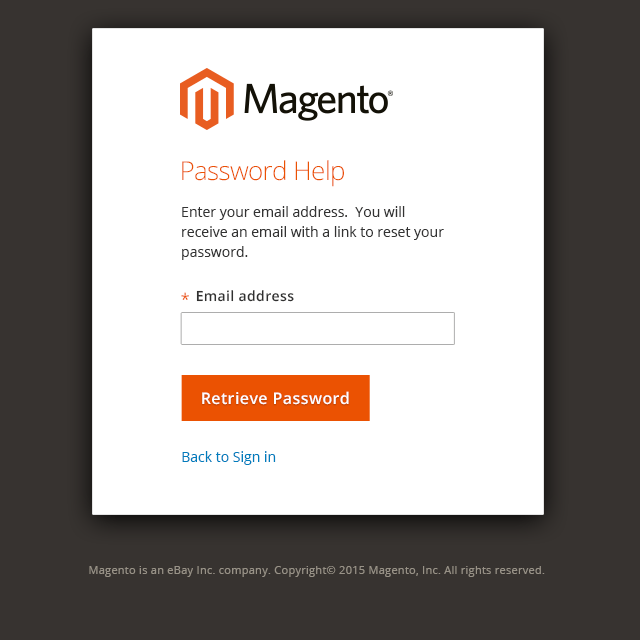 Magento®
Password Help
Enter your email address.  You will
receive an email with a link to reset your
password.
* Email address
Retrieve Password
Back to Sign in
Magento is an eBay Inc. company. Copyright© 2015 Magento, Inc. All rights reserved.